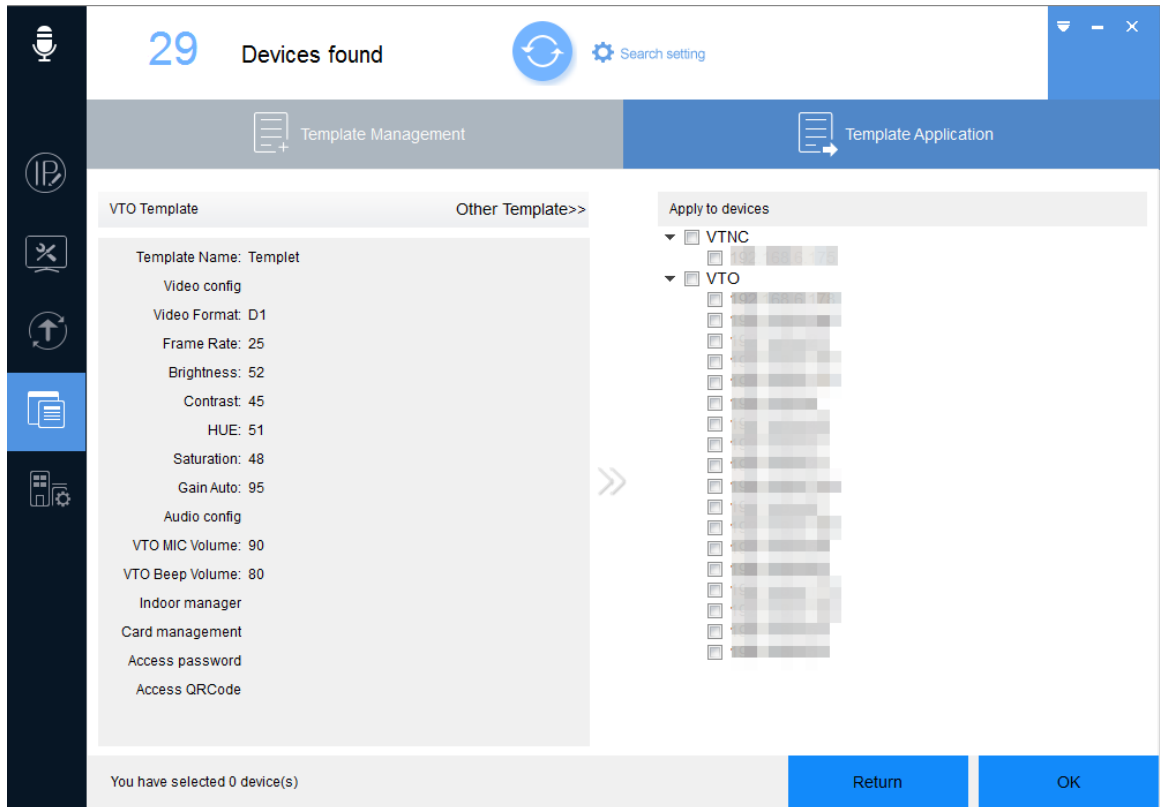 29 Devices found
Search setting
Template Management
Template Application
VTO Template
Other Template>>
Template Name: Templet
Video config
Video Format: D1
Frame Rate: 25
Brightness: 52
Contrast: 45
HUE: 51
Saturation: 48
Gain Auto: 95
Audio config
VTO MIC Volume: 90
VTO Beep Volume: 80
Indoor manager
Card management
Access password
Access QRCode
Apply to devices
VTNC
VTO
You have selected 0 device(s)
Return
OK
IP